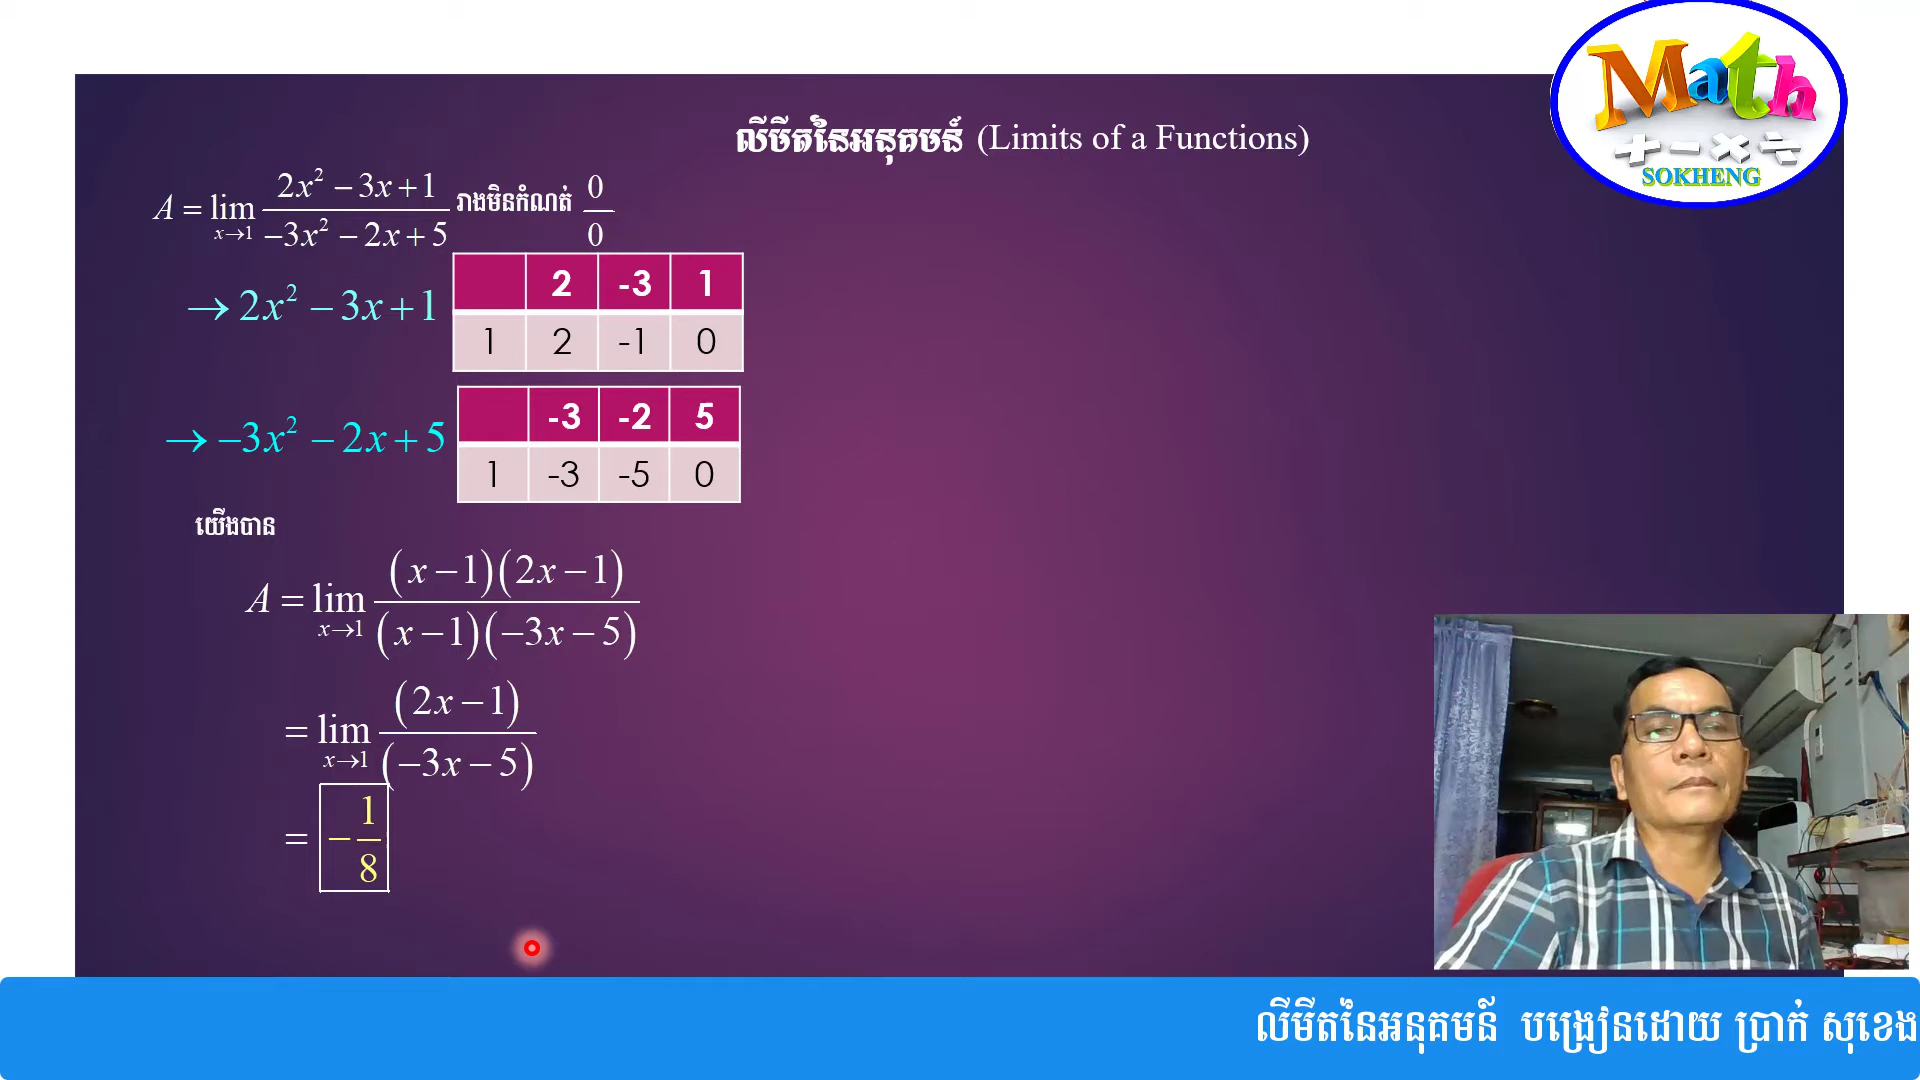 Math
+ − × ÷
SOKHENG
លីមីតនៃអនុគមន៍ (Limits of a Functions)
A = lim x→1 (2x² − 3x + 1)/(−3x² − 2x + 5) រាងមិនកំណត់ 0/0
→ 2x² − 3x + 1
2 -3 1
1 2 -1 0
→ −3x² − 2x + 5
-3 -2 5
1 -3 -5 0
យើងបាន
A = lim x→1 (x − 1)(2x − 1)/(x − 1)(−3x − 5)
= lim x→1 (2x − 1)/(−3x − 5)
= − 1/8
លីមីតនៃអនុគមន៍ បង្រៀនដោយ ប្រាក់ សុខេង